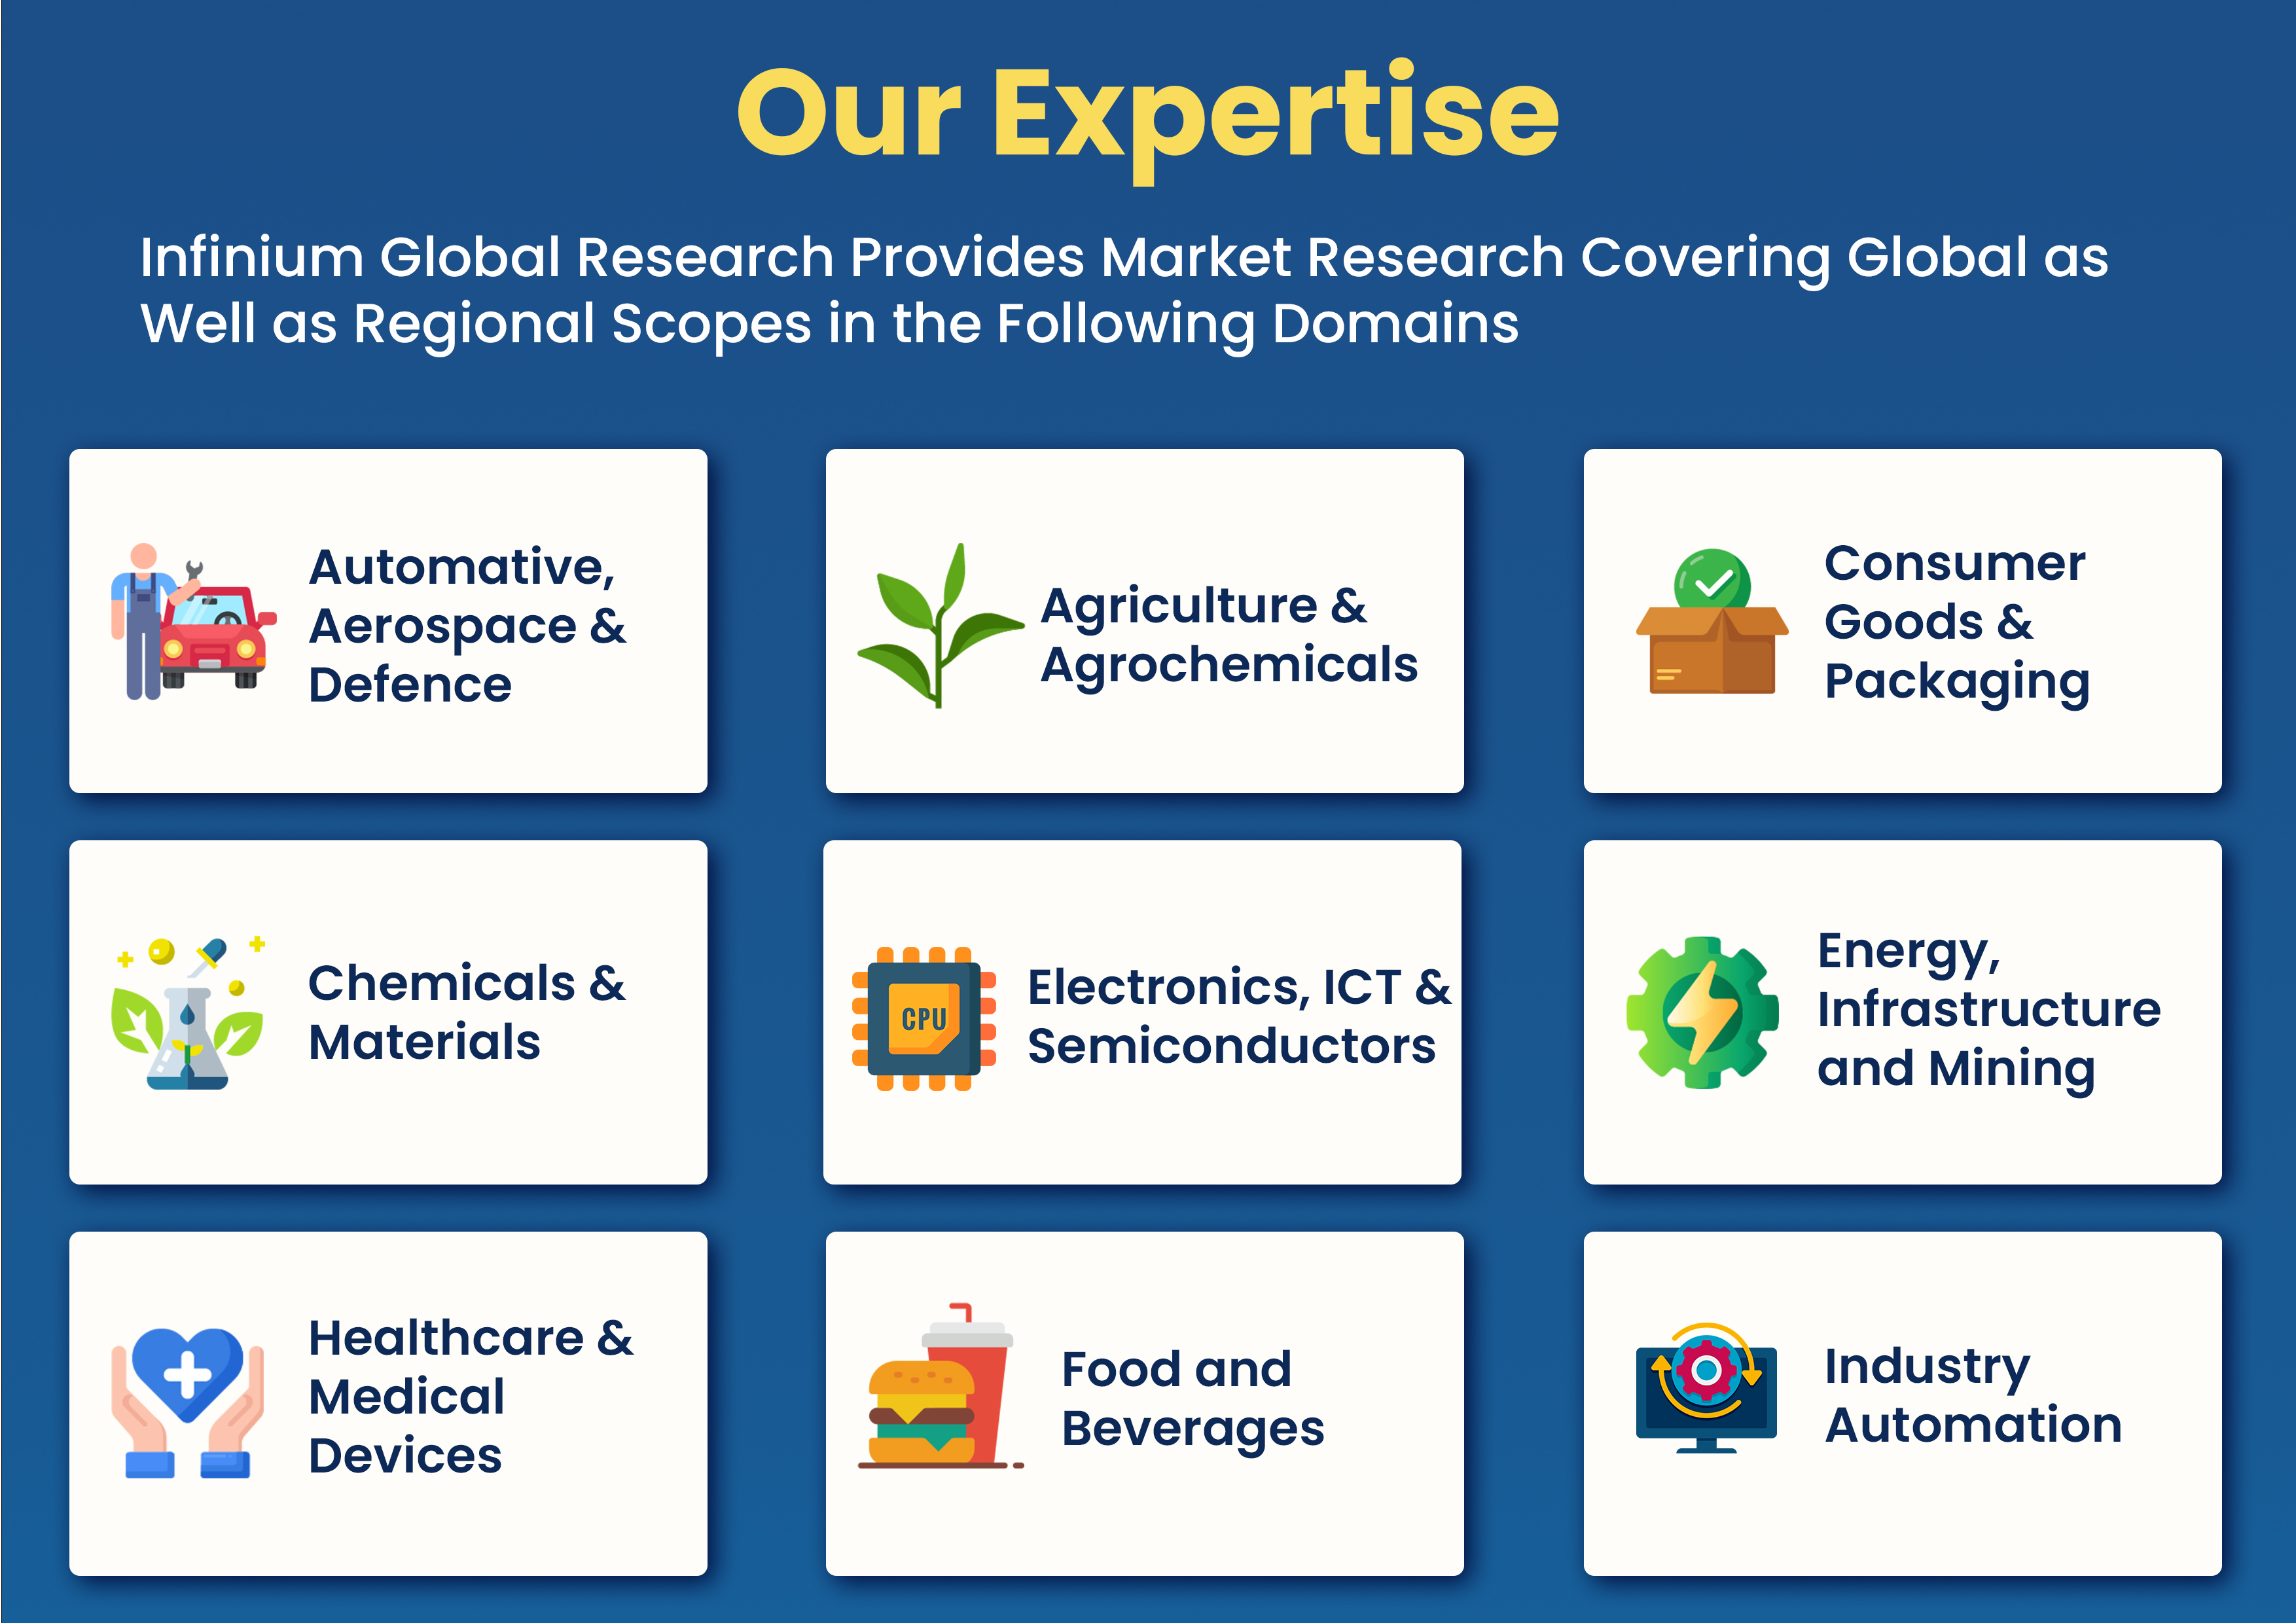 Our Expertise
Infinium Global Research Provides Market Research Covering Global as
Well as Regional Scopes in the Following Domains
Automative,
Aerospace &
Defence
Agriculture &
Agrochemicals
Consumer
Goods &
Packaging
Chemicals &
Materials
CPU
Electronics, ICT &
Semiconductors
Energy,
Infrastructure
and Mining
Healthcare &
Medical
Devices
Food and
Beverages
Industry
Automation